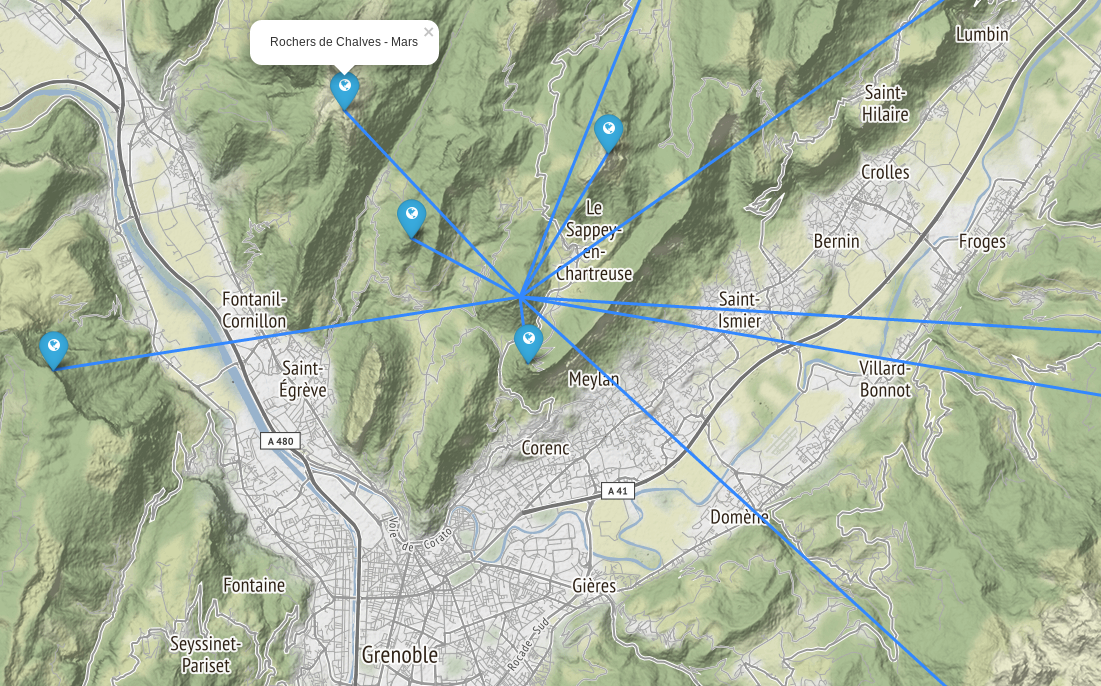 Rochers de Chalves - Mars
×
Lumbin
Saint-
Hilaire
Crolles
Le
Sappey-
en-
Chartreuse
Bernin
Froges
Fontanil-
Cornillon
Saint-
Ismier
Saint-
Égrève
Meylan
Villard-
Bonnot
A 480
Corenc
A 41
Domène
Voie de Corato
Fontaine
Gières
Rocade-Sud
Seyssinet-
Pariset
Grenoble